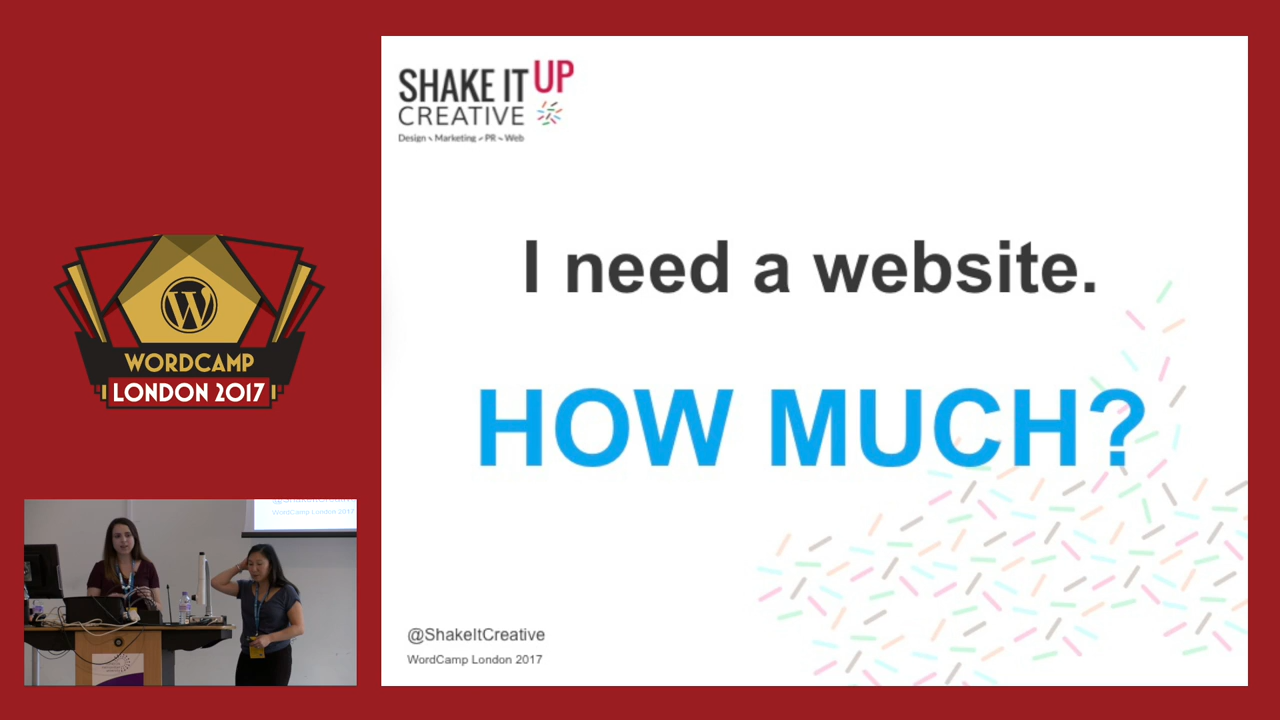 SHAKE IT UP
CREATIVE
Design ~ Marketing ~ PR ~ Web
I need a website.
HOW MUCH?
@ShakeItCreative
WordCamp London 2017
WORDCAMP
LONDON 2017
@ShakeItCreative
WordCamp London 2017